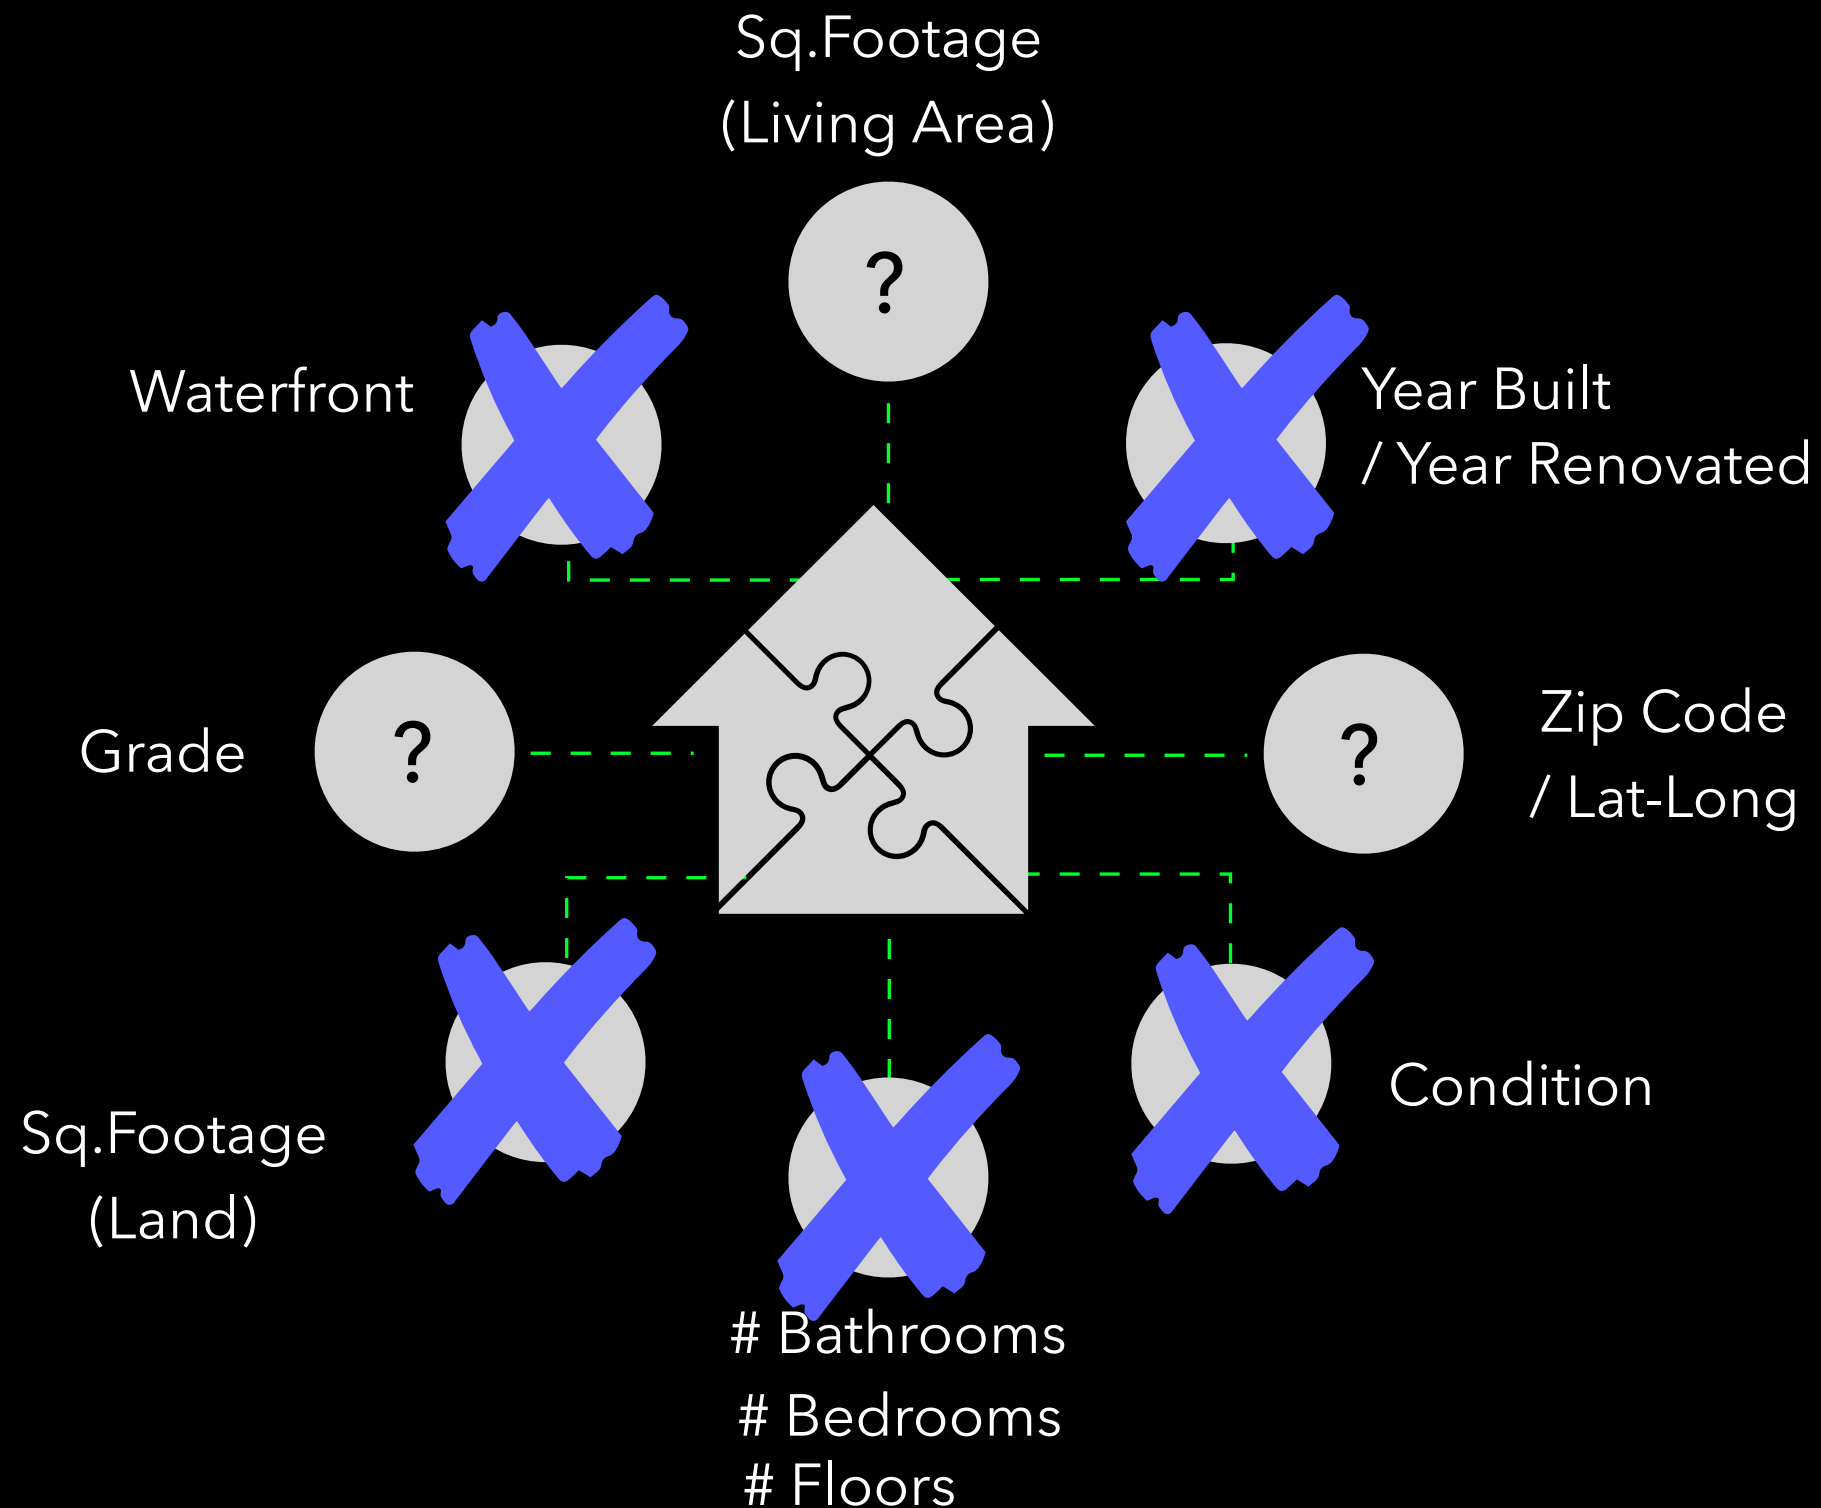 Sq.Footage
(Living Area)
?
Waterfront
Year Built
/ Year Renovated
Grade
?
?
Zip Code
/ Lat-Long
Sq.Footage
(Land)
Condition
# Bathrooms
# Bedrooms
# Floors